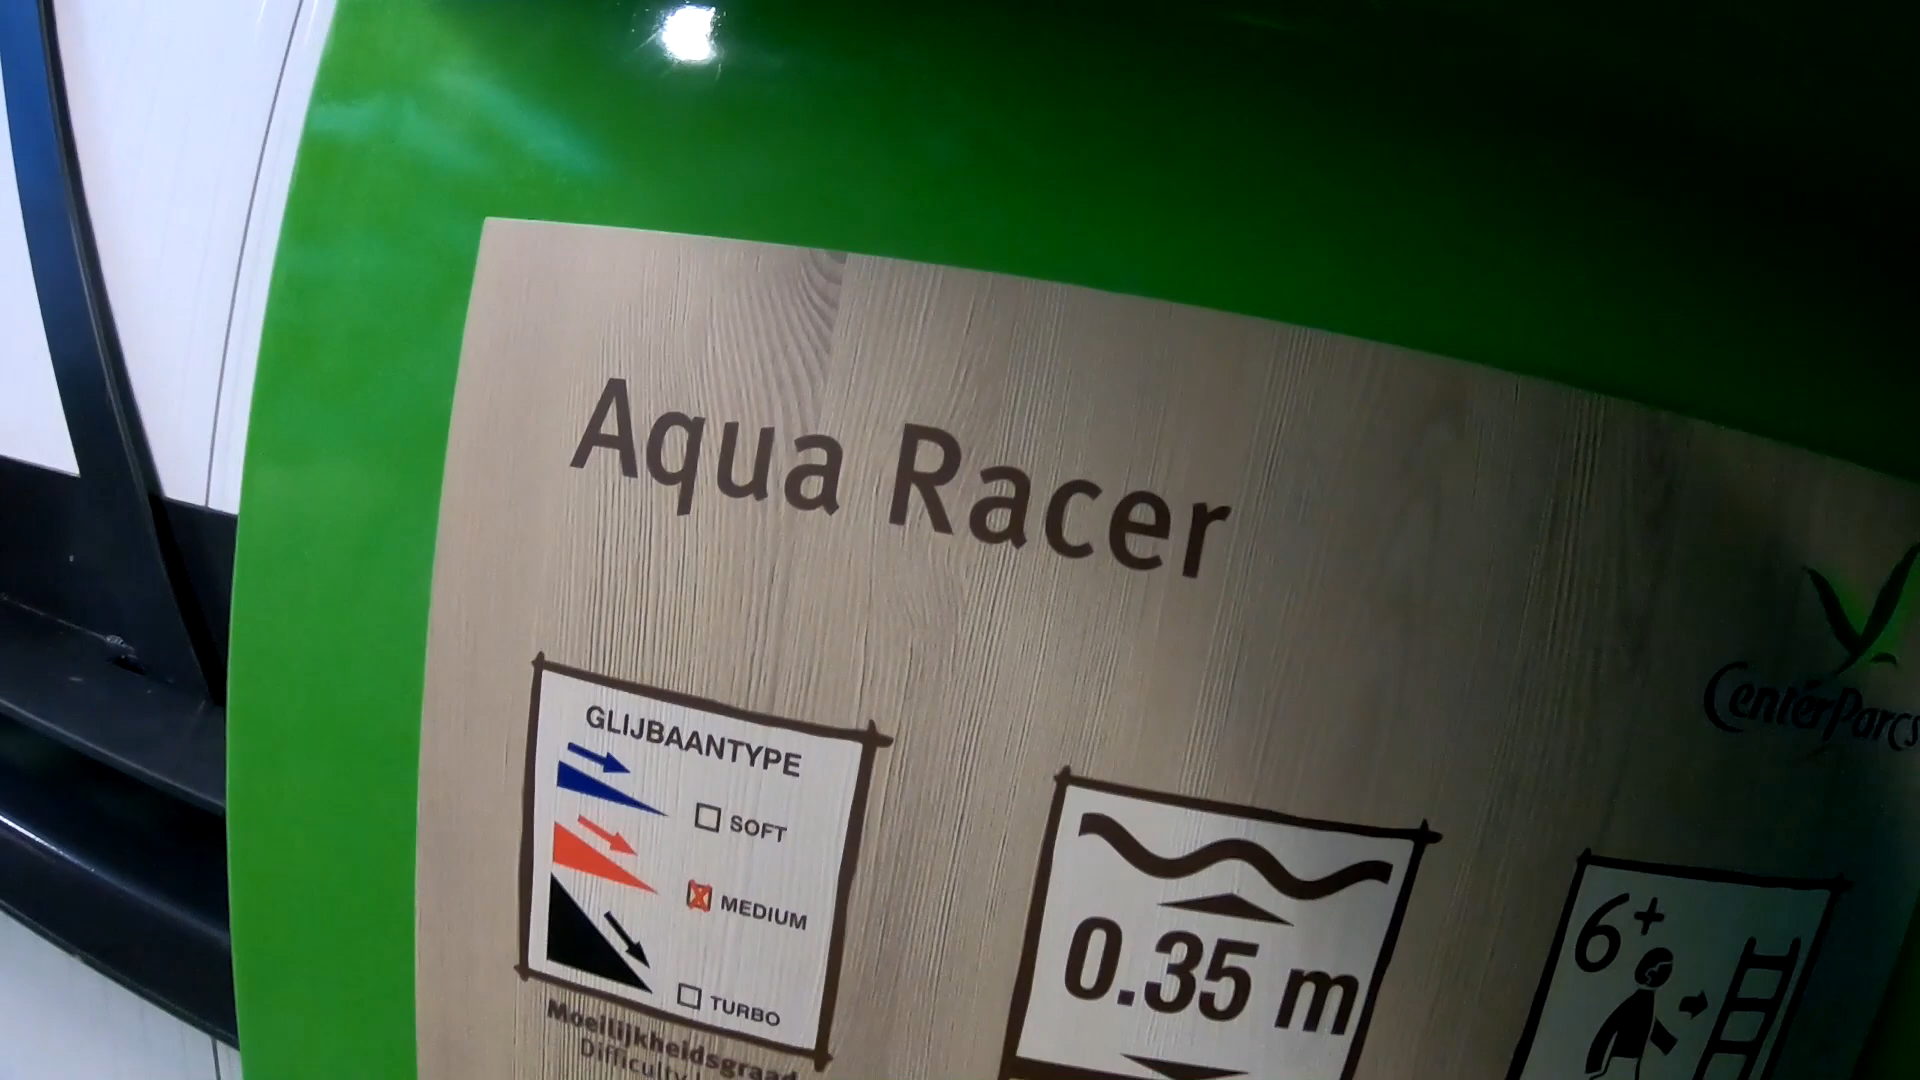 Aqua Racer
CenterParcs
GLIJBAANTYPE
SOFT
MEDIUM
TURBO
Moeilijkheidsgraad
Difficulty
0.35 m
6+